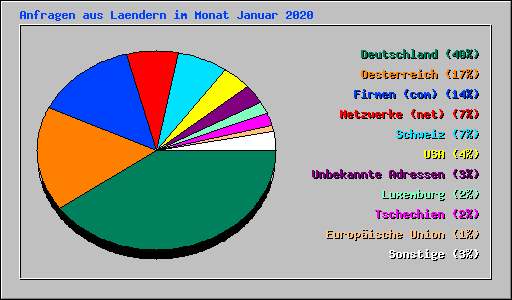 Anfragen aus Laendern im Monat Januar 2020
Deutschland (40%)
Oesterreich (17%)
Firmen (com) (14%)
Netzwerke (net) (7%)
Schweiz (7%)
USA (4%)
Unbekannte Adressen (3%)
Luxemburg (2%)
Tschechien (2%)
Europäische Union (1%)
Sonstige (3%)